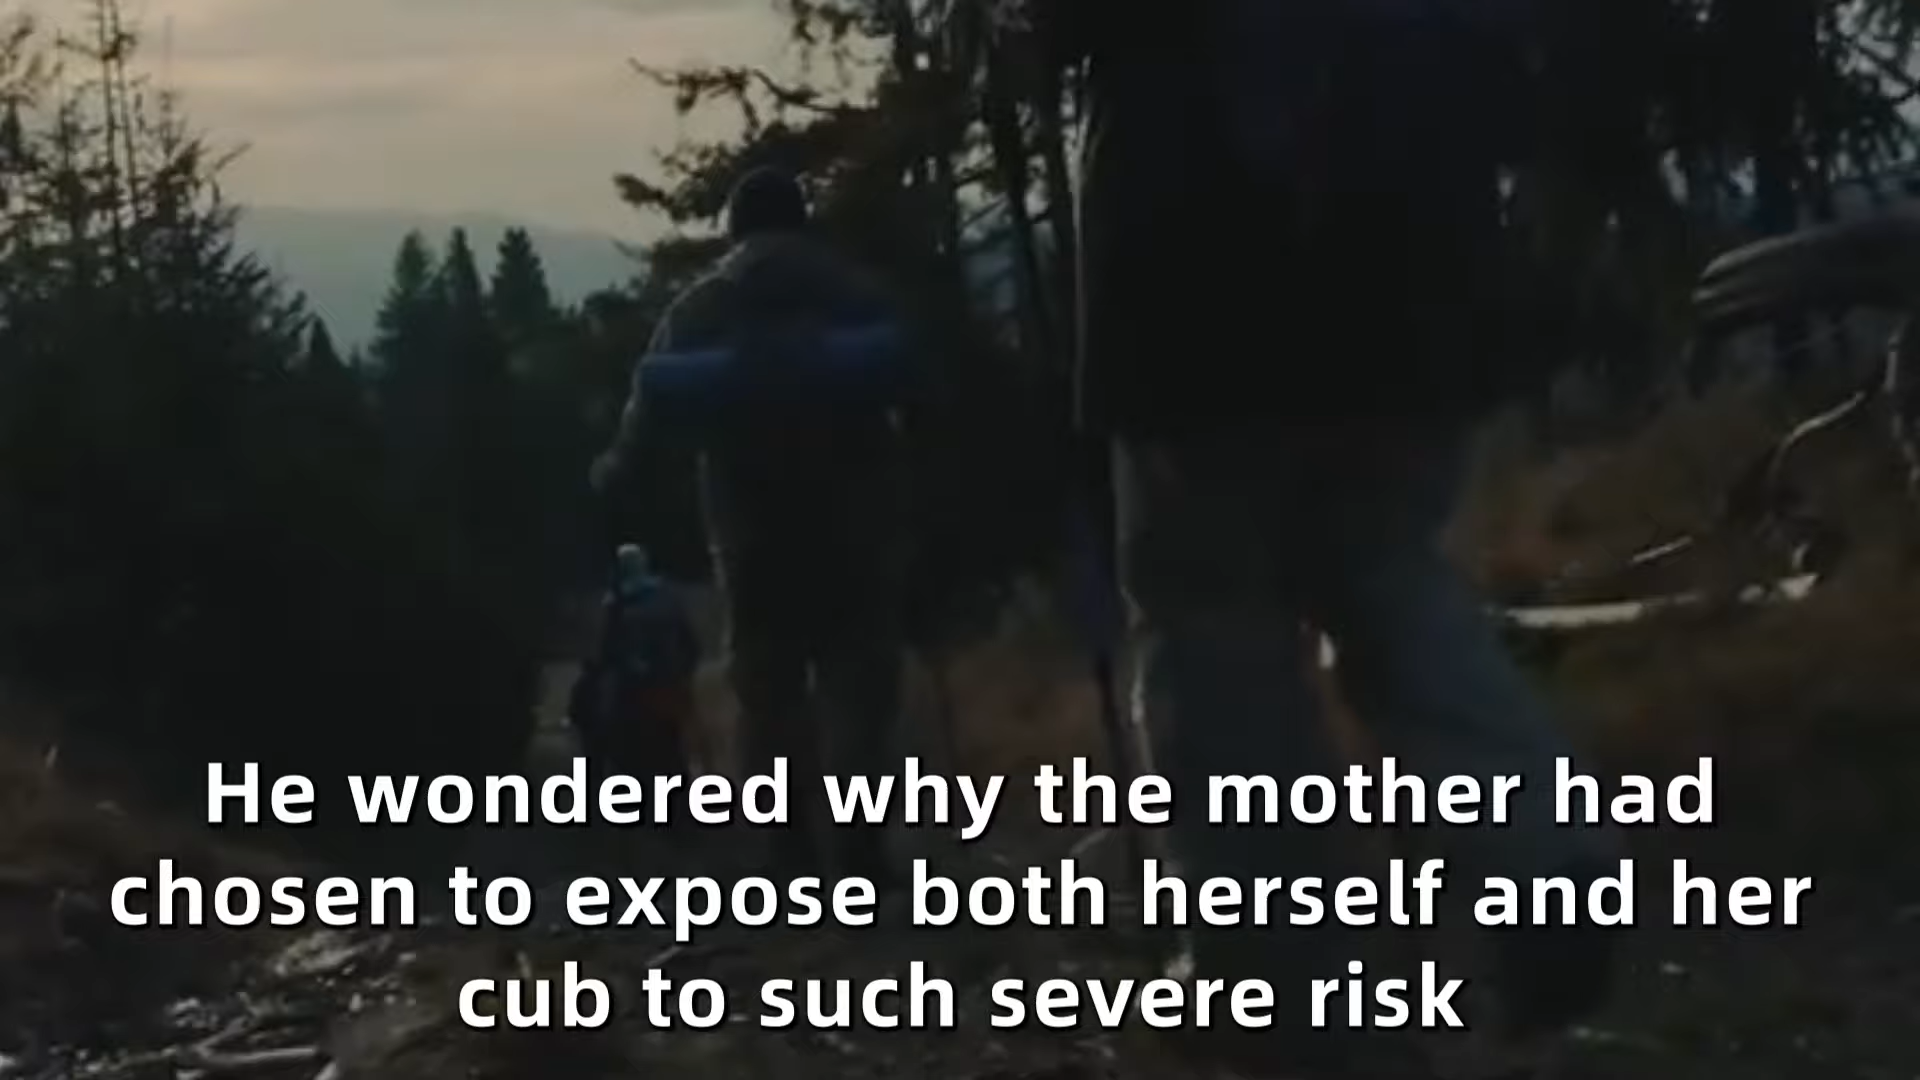 He wondered why the mother had
chosen to expose both herself and her
cub to such severe risk